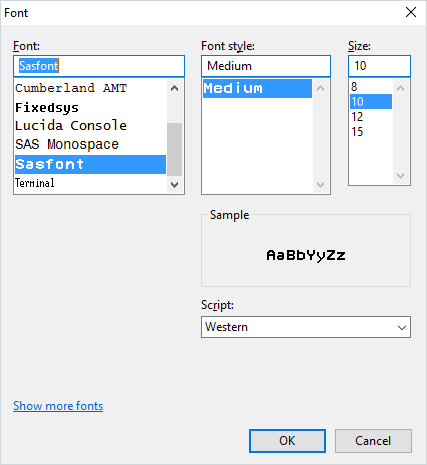 Font
Font: Font style: Size:
Sasfont Medium 10
Cumberland AMT
Fixedsys
Lucida Console
SAS Monospace
Sasfont
Terminal
Medium
8
10
12
15
Sample
AaBbYyZz
Script:
Western
Show more fonts
OK Cancel